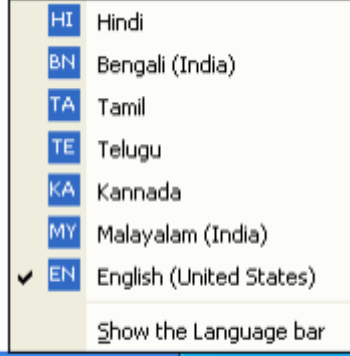 HI Hindi
BN Bengali (India)
TA Tamil
TE Telugu
KA Kannada
MY Malayalam (India)
EN English (United States)
Show the Language bar